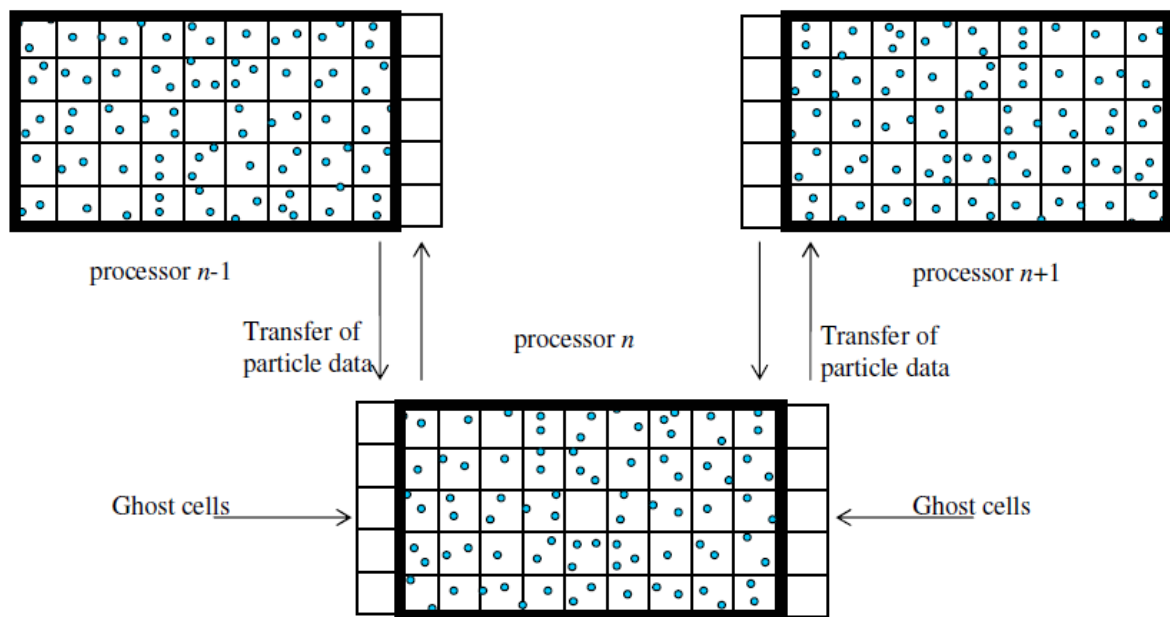 processor n-1
processor n+1
Transfer of
particle data
processor n
Transfer of
particle data
Ghost cells
Ghost cells